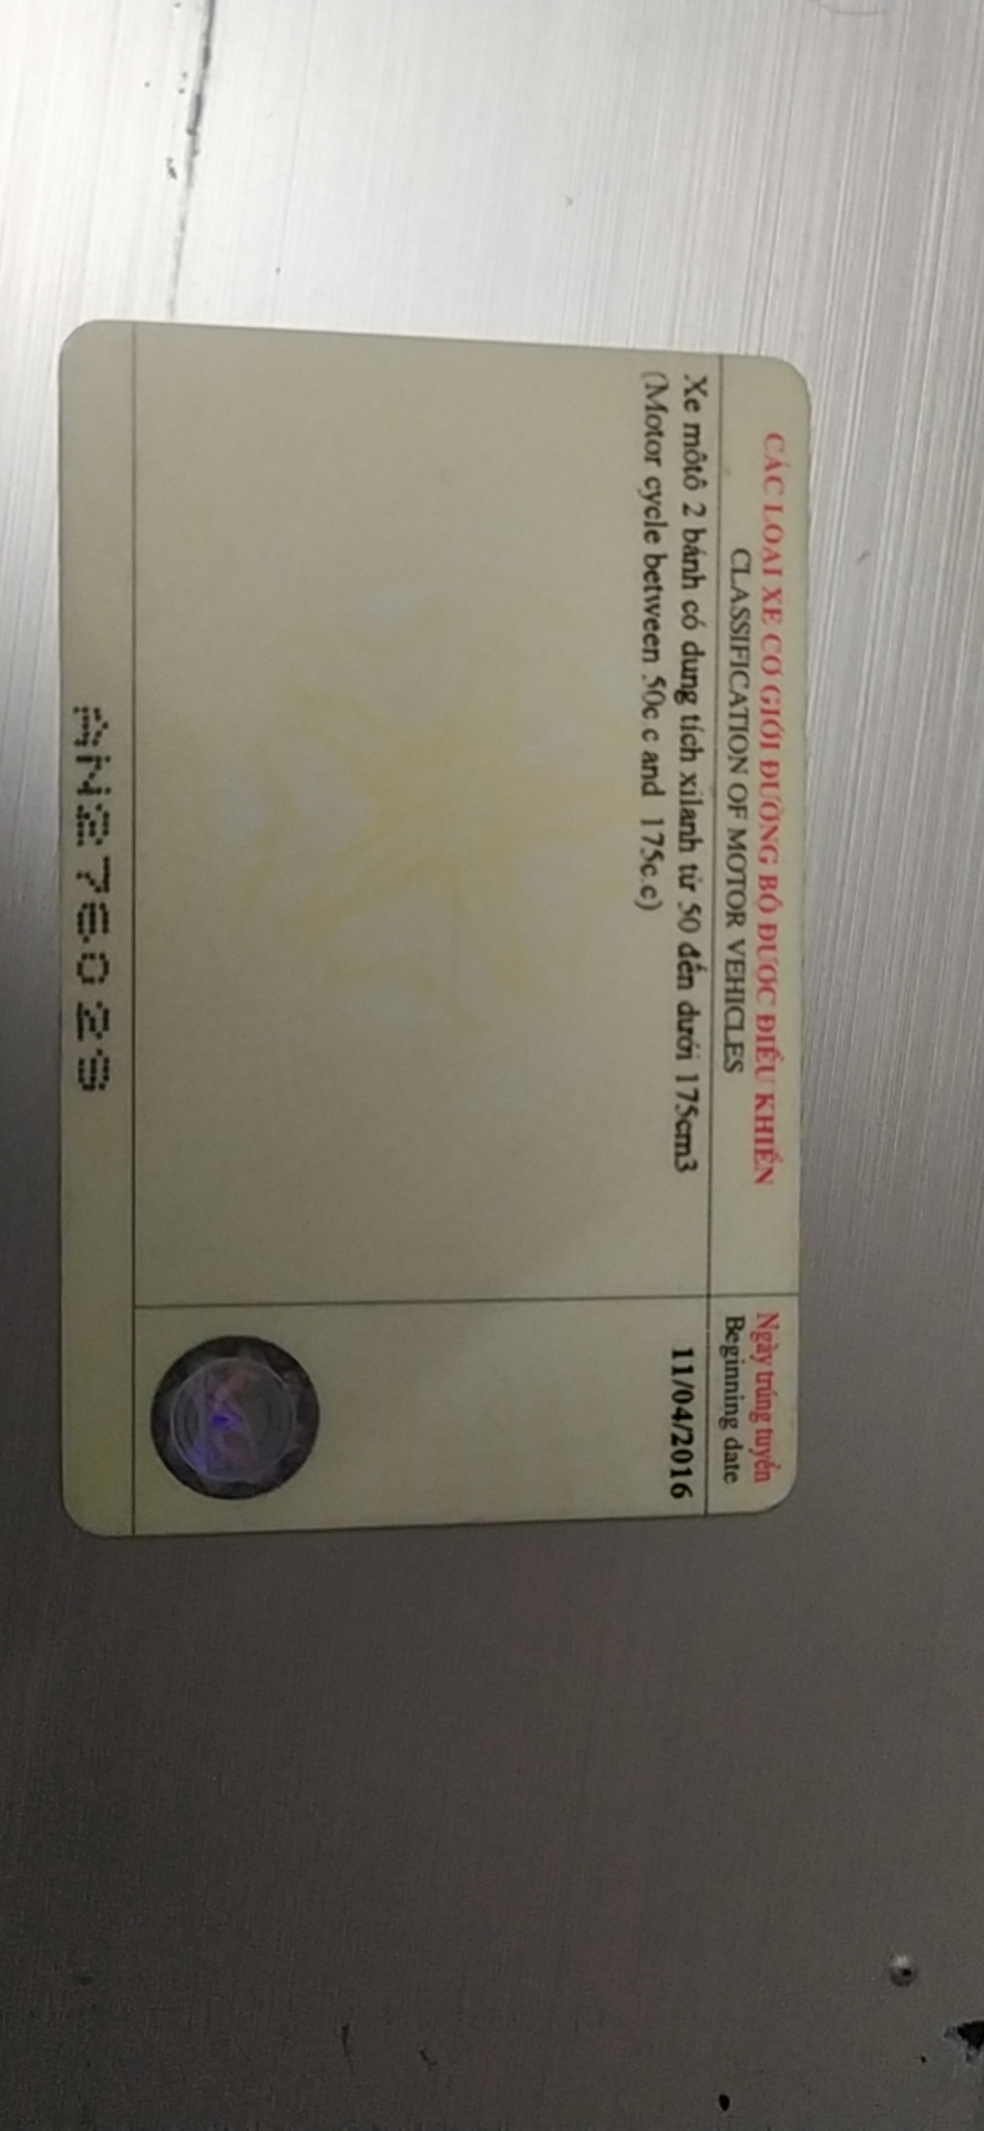 CÁC LOẠI XE CƠ GIỚI ĐƯỜNG BỘ ĐƯỢC ĐIỀU KHIỂN
CLASSIFICATION OF MOTOR VEHICLES
Ngày trúng tuyển
Beginning date
Xe môtô 2 bánh có dung tích xilanh từ 50 đến dưới 175cm3
(Motor cycle between 50c.c and 175c.c)
11/04/2016
AN276029